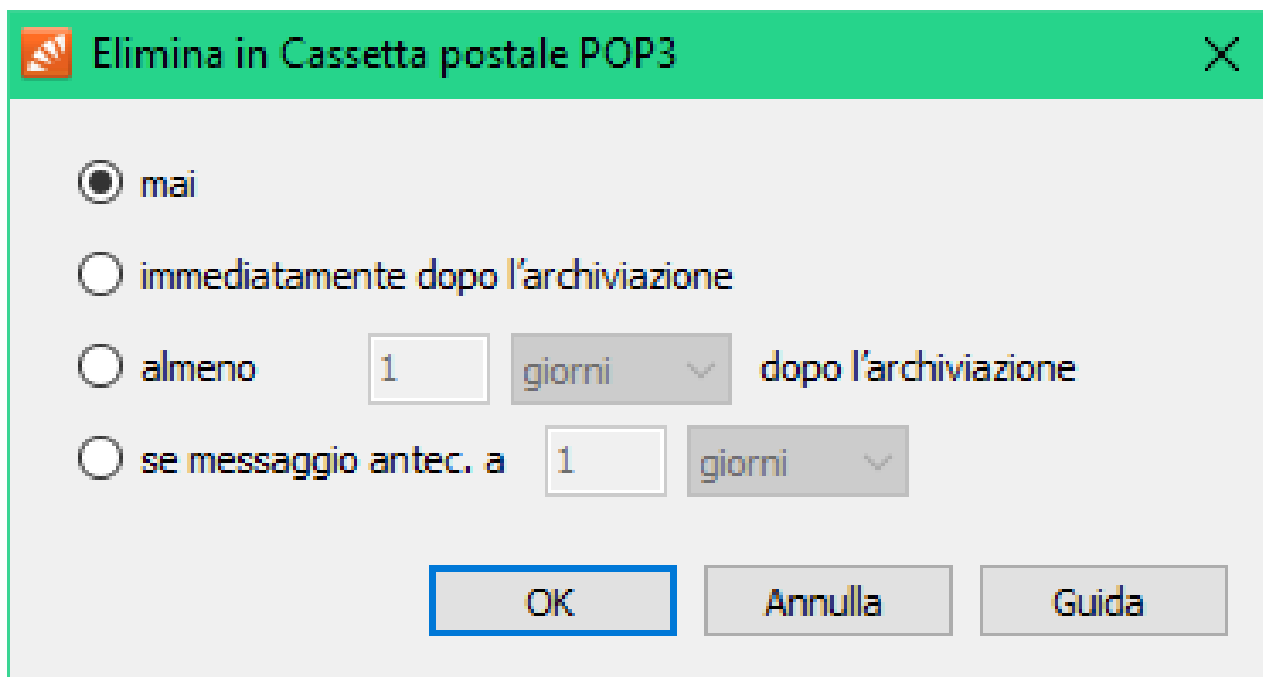 Elimina in Cassetta postale POP3
mai
immediatamente dopo l'archiviazione
almeno 1 giorni dopo l'archiviazione
se messaggio antec. a 1 giorni
OK Annulla Guida